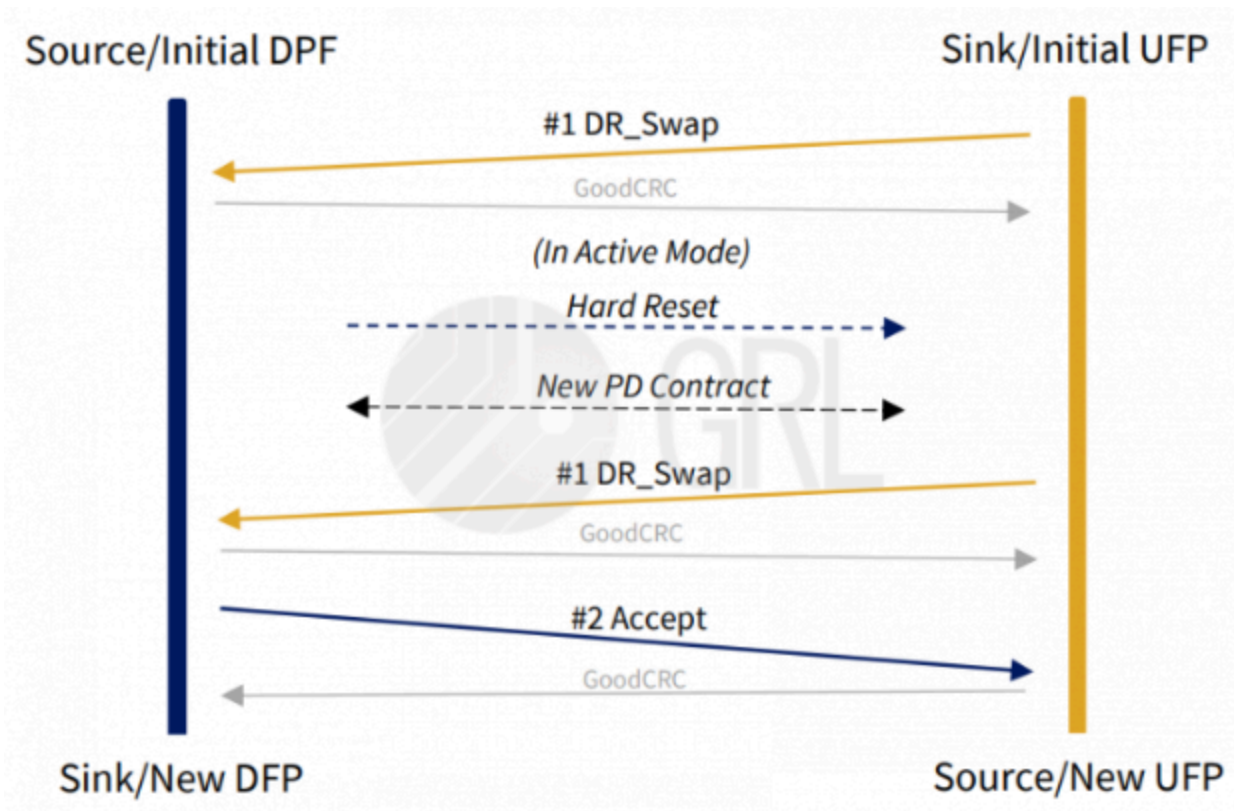 Source/Initial DPF
Sink/Initial UFP
#1 DR_Swap
GoodCRC
(In Active Mode)
Hard Reset
New PD Contract
GRL
#1 DR_Swap
GoodCRC
#2 Accept
GoodCRC
Sink/New DFP
Source/New UFP